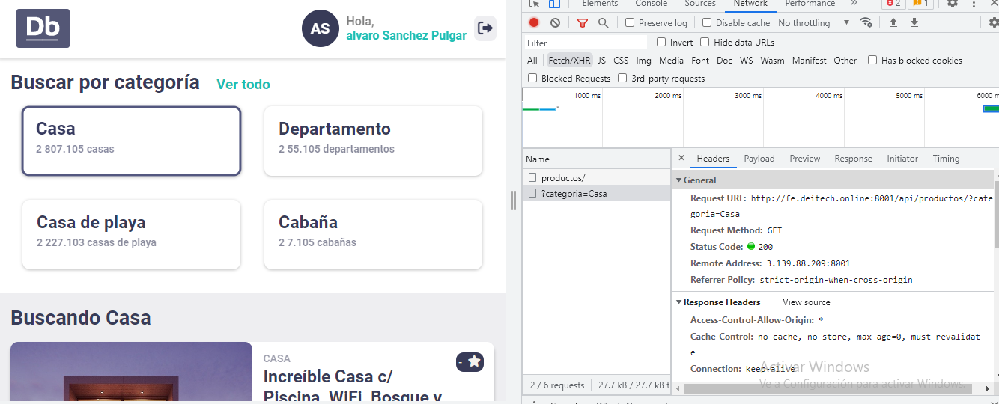 Db
AS
Hola,
alvaro Sanchez Pulgar
Buscar por categoría
Ver todo
Casa
2 807.105 casas
Departamento
2 55.105 departamentos
Casa de playa
2 227.103 casas de playa
Cabaña
2 7.105 cabañas
Buscando Casa
CASA
-
Increíble Casa c/
Piscina, WiFi, Bosque y
Elements Console Sources Network Performance » 2 1
Preserve log Disable cache No throttling
Filter Invert Hide data URLs
All Fetch/XHR JS CSS Img Media Font Doc WS Wasm Manifest Other Has blocked cookies
Blocked Requests 3rd-party requests
1000 ms 2000 ms 3000 ms 4000 ms 5000 ms 6000 m
Name
productos/
?categoria=Casa
2 / 6 requests 27.7 kB / 27.7 kB t
× Headers Payload Preview Response Initiator Timing
General
Request URL: http://fe.deitech.online:8001/api/productos/?cate
goria=Casa
Request Method: GET
Status Code: 200
Remote Address: 3.139.88.209:8001
Referrer Policy: strict-origin-when-cross-origin
Response Headers View source
Access-Control-Allow-Origin: *
Cache-Control: no-cache, no-store, max-age=0, must-revalidat
e
Connection: keep-alive
Activar Windows
Ve a Configuración para activar Windows.